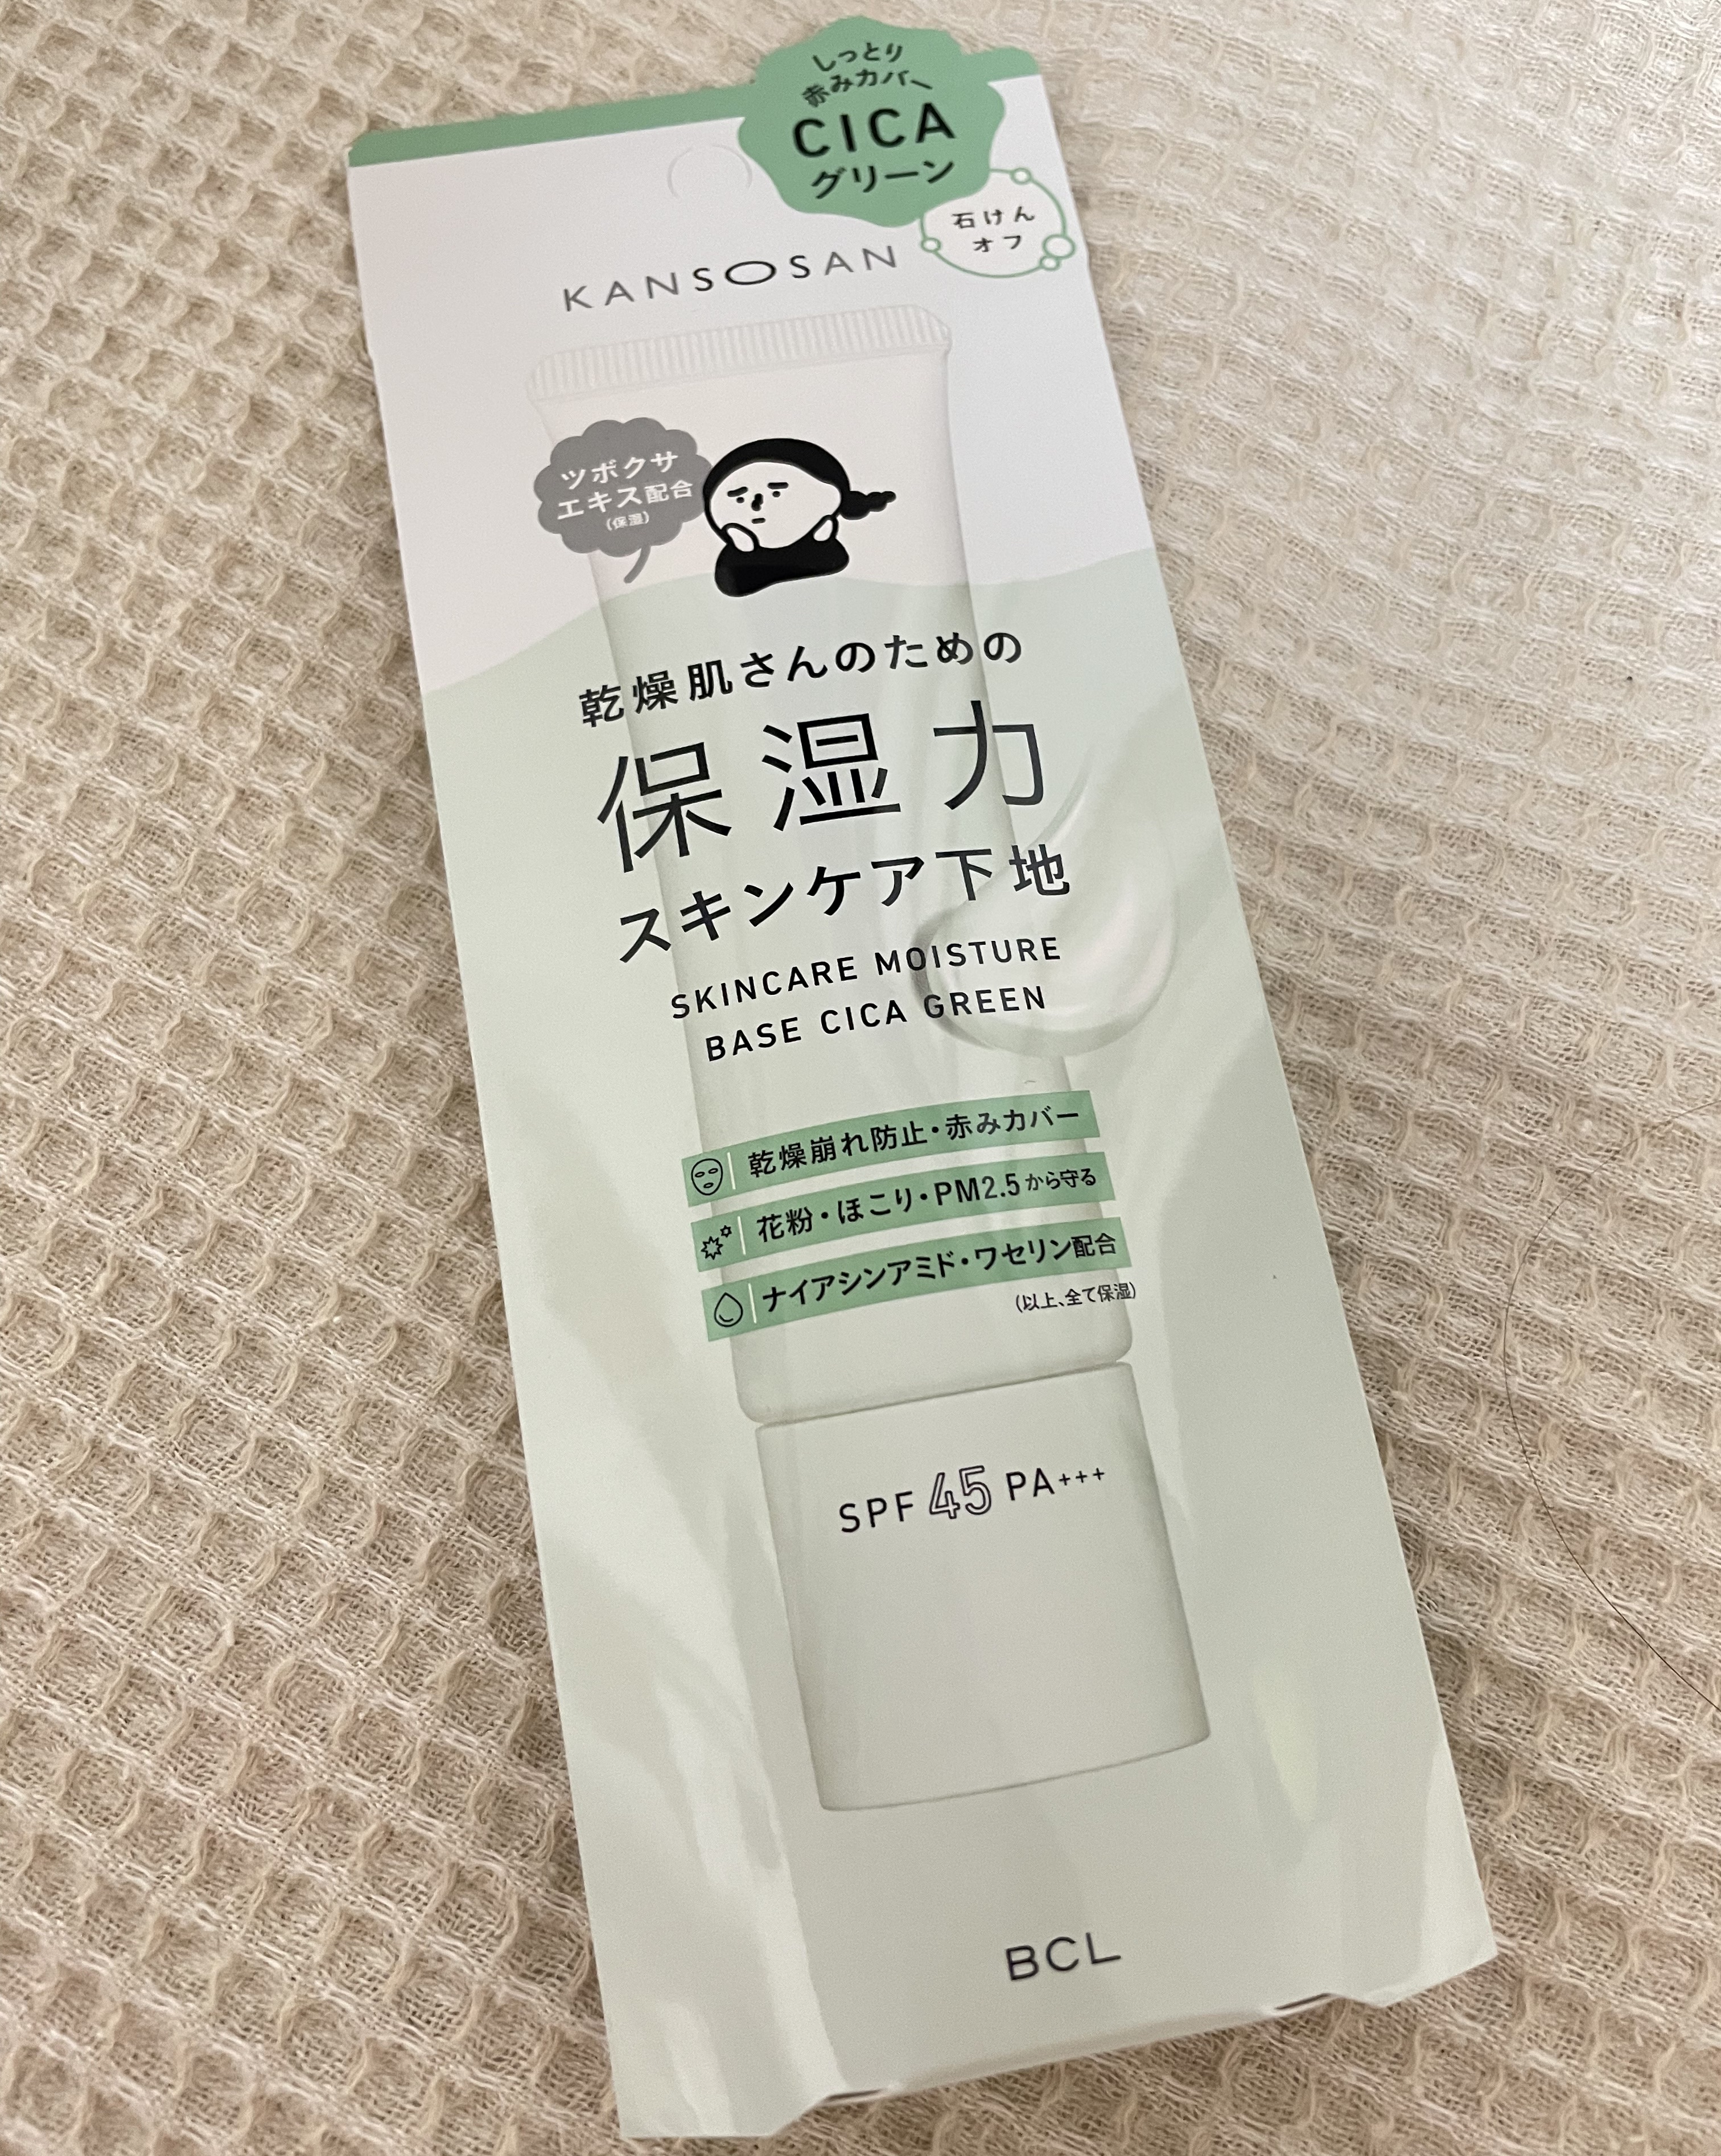 しっとり
赤みカバー
CICA
グリーン
石けん
オフ
KANSOSAN
ツボクサ
エキス配合
(保湿)
乾燥肌さんのための
保湿力
スキンケア下地
SKINCARE MOISTURE
BASE CICA GREEN
乾燥崩れ防止・赤みカバー
花粉・ほこり・PM2.5から守る
ナイアシンアミド・ワセリン配合
(以上、全て保湿)
SPF 45 PA+++
BCL